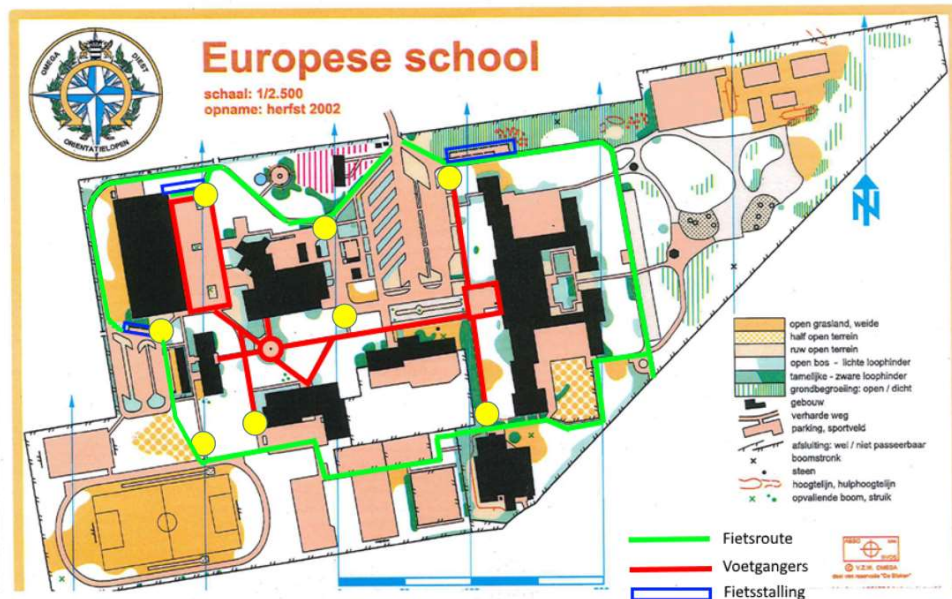 OMEGA DIEST
ORIENTATIELOPEN
Europese school
schaal: 1/2.500
opname: herfst 2002
N
open grasland, weide
half open terrein
ruw open terrein
open bos - lichte loophinder
tamelijke - zware loophinder
grondbegroeiing: open / dicht
gebouw
verharde weg
parking, sportveld
afsluiting: wel / niet passeerbaar
boomstronk
steen
hoogtelijn, hulphoogtelijn
opvallende boom, struik
Fietsroute
Voetgangers
Fietsstalling
© V.Z.W. OMEGA